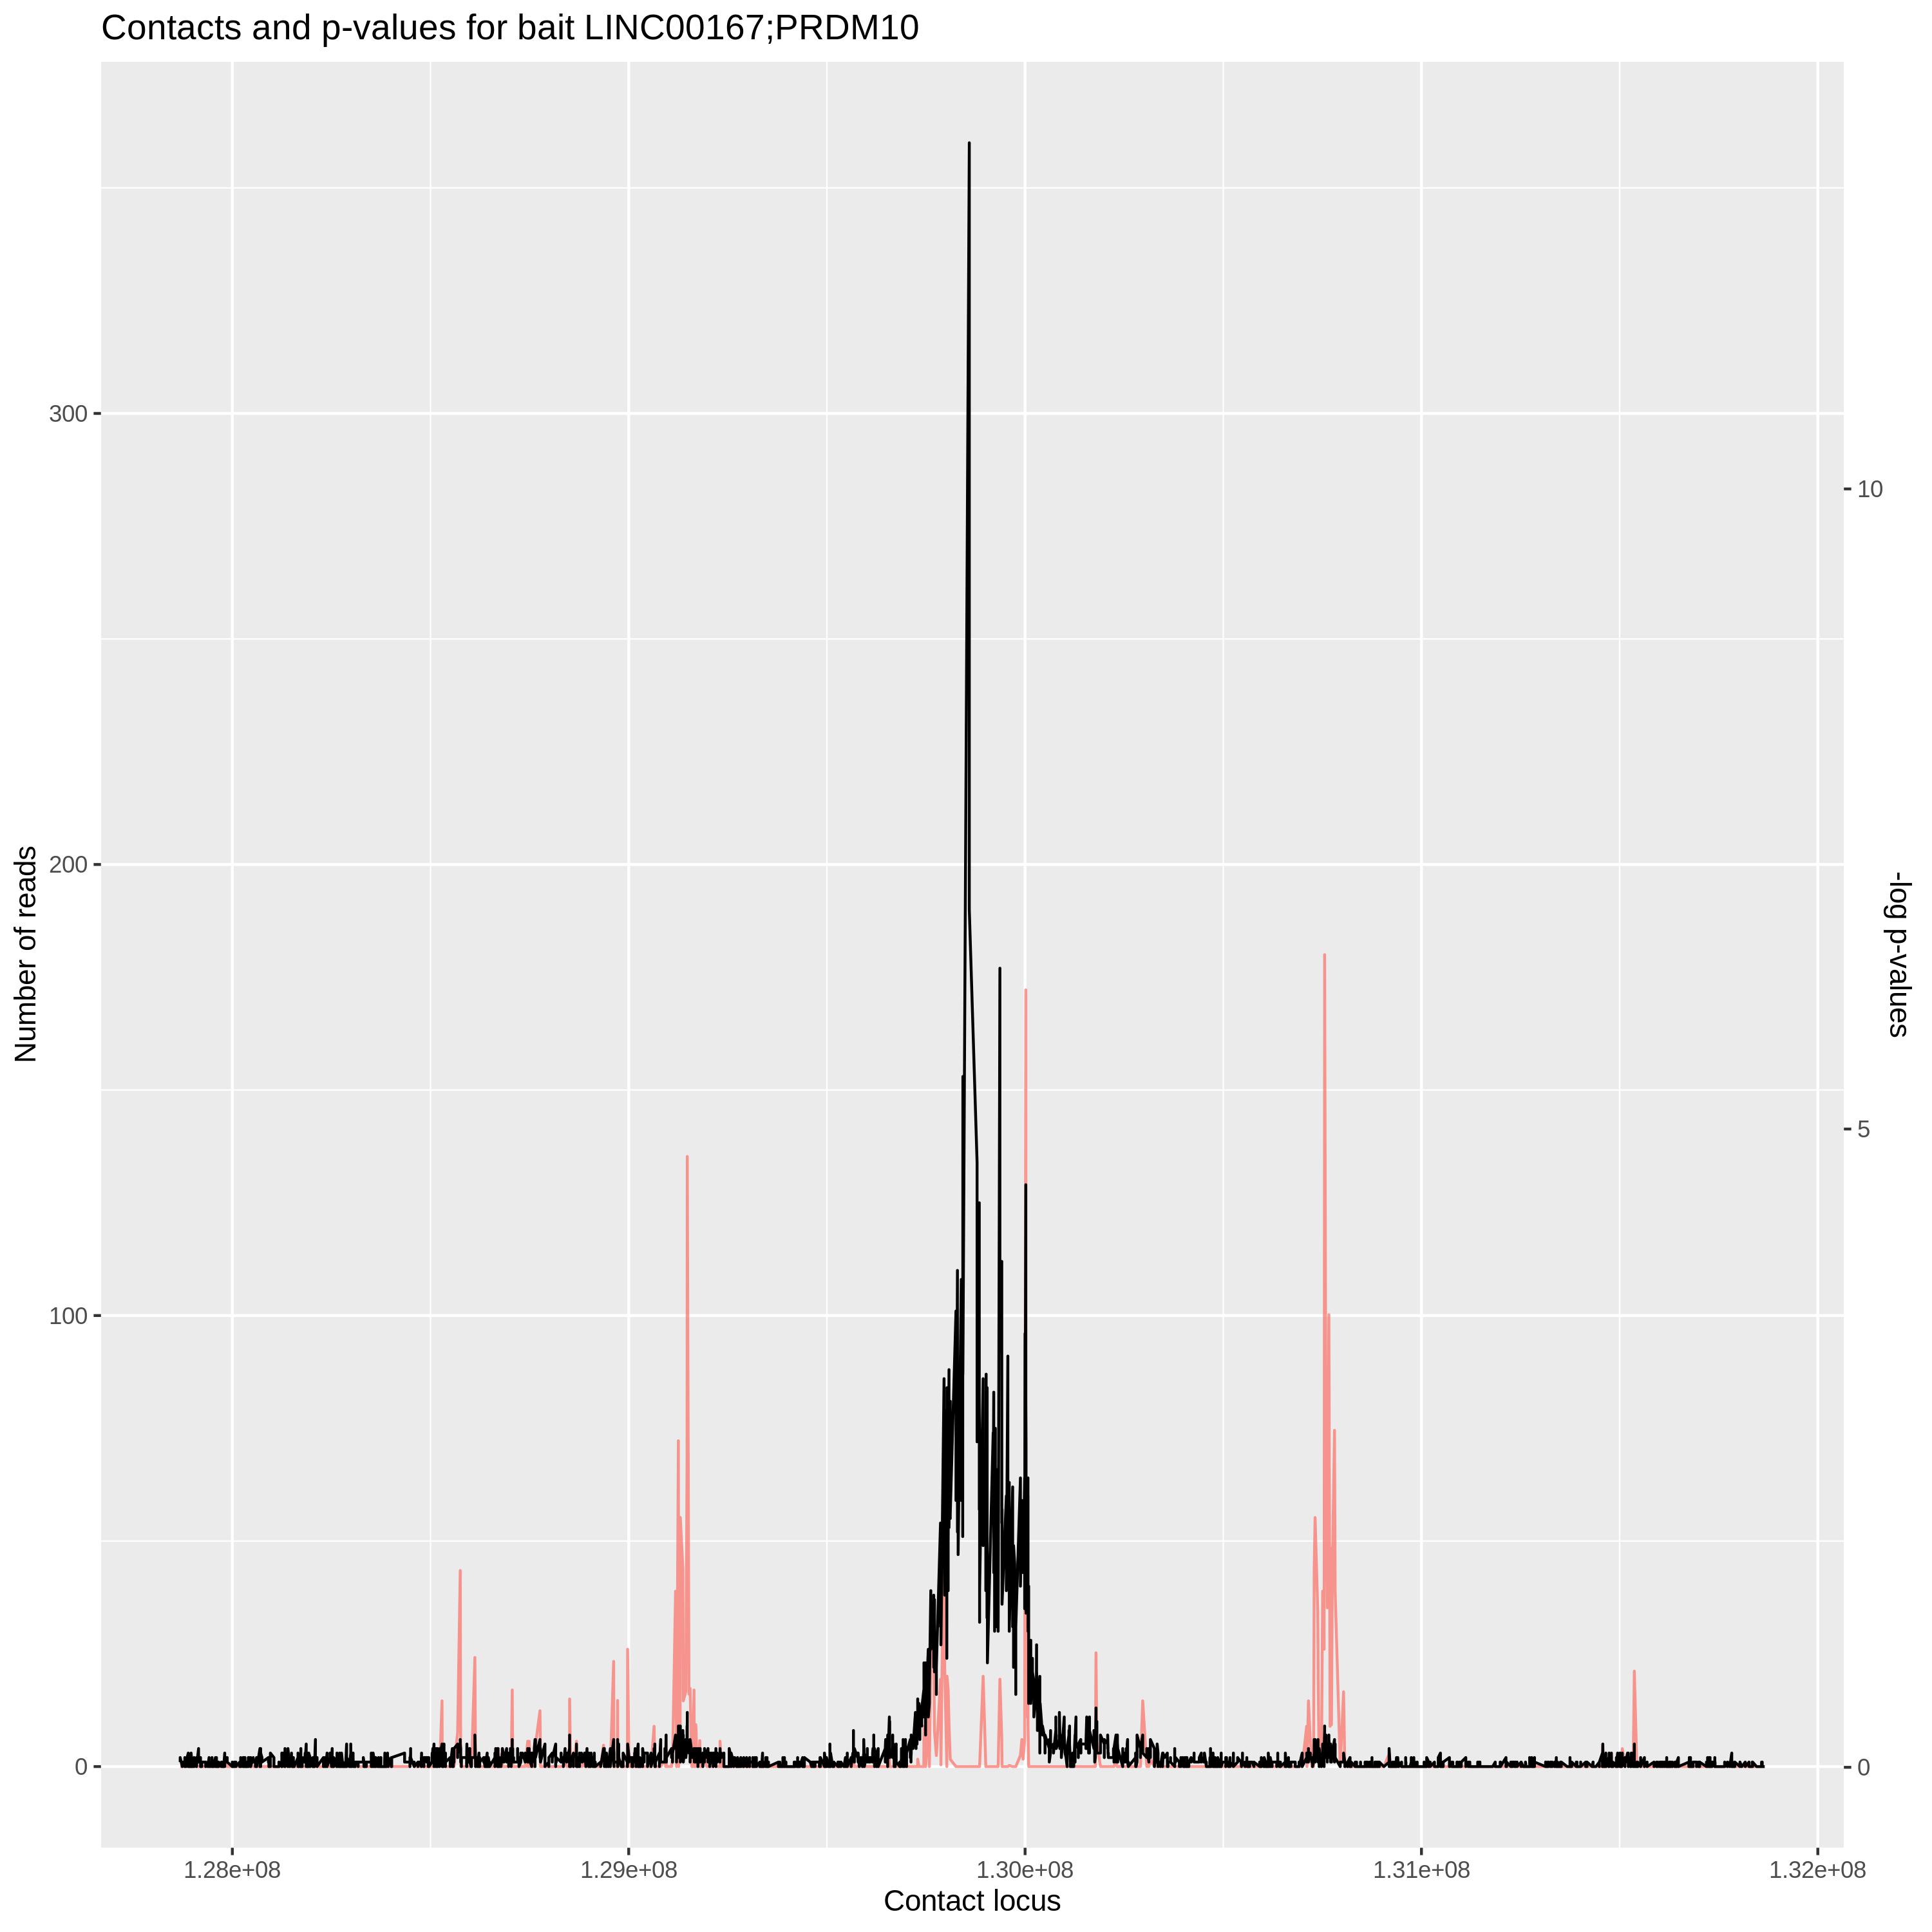 Contacts and p-values for bait LINC00167;PRDM10
Number of reads
300
200
100
0
10
5
0
-log p-values
1.28e+08
1.29e+08
1.30e+08
1.31e+08
1.32e+08
Contact locus